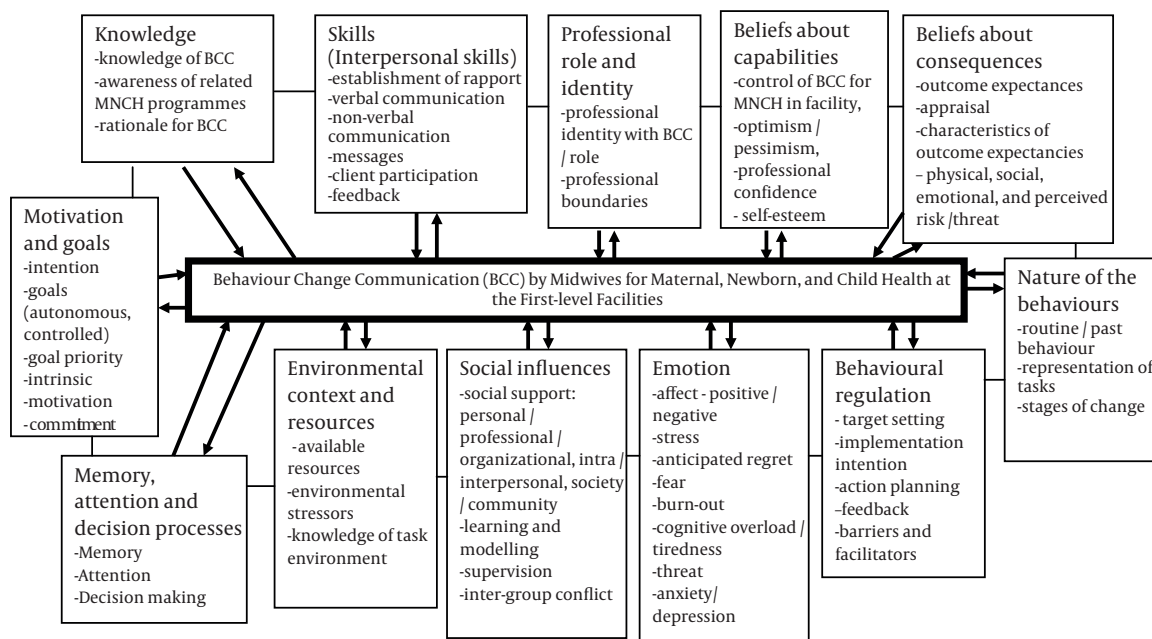 Knowledge
-knowledge of BCC
-awareness of related
MNCH programmes
-rationale for BCC
Skills
(Interpersonal skills)
-establishment of rapport
-verbal communication
-non-verbal
communication
-messages
-client participation
-feedback
Professional
role and
identity
-professional
identity with BCC
/ role
-professional
boundaries
Beliefs about
capabilities
-control of BCC for
MNCH in facility,
-optimism /
pessimism,
-professional
confidence
- self-esteem
Beliefs about
consequences
-outcome expectances
-appraisal
-characteristics of
outcome expectancies
– physical, social,
emotional, and perceived
risk /threat
Motivation
and goals
-intention
-goals
(autonomous,
controlled)
-goal priority
-intrinsic
-motivation
-commitment
Behaviour Change Communication (BCC) by Midwives for Maternal, Newborn, and Child Health at
the First-level Facilities
Nature of the
behaviours
-routine / past
behaviour
-representation of
tasks
-stages of change
Memory,
attention and
decision processes
-Memory
-Attention
-Decision making
Environmental
context and
resources
-available
resources
-environmental
stressors
-knowledge of task
environment
Social influences
-social support:
personal /
professional /
organizational, intra /
interpersonal, society
/ community
-learning and
modelling
-supervision
-inter-group conflict
Emotion
-affect - positive /
negative
-stress
-anticipated regret
-fear
-burn-out
-cognitive overload /
tiredness
-threat
-anxiety/
depression
Behavioural
regulation
- target setting
-implementation
intention
-action planning
–feedback
-barriers and
facilitators